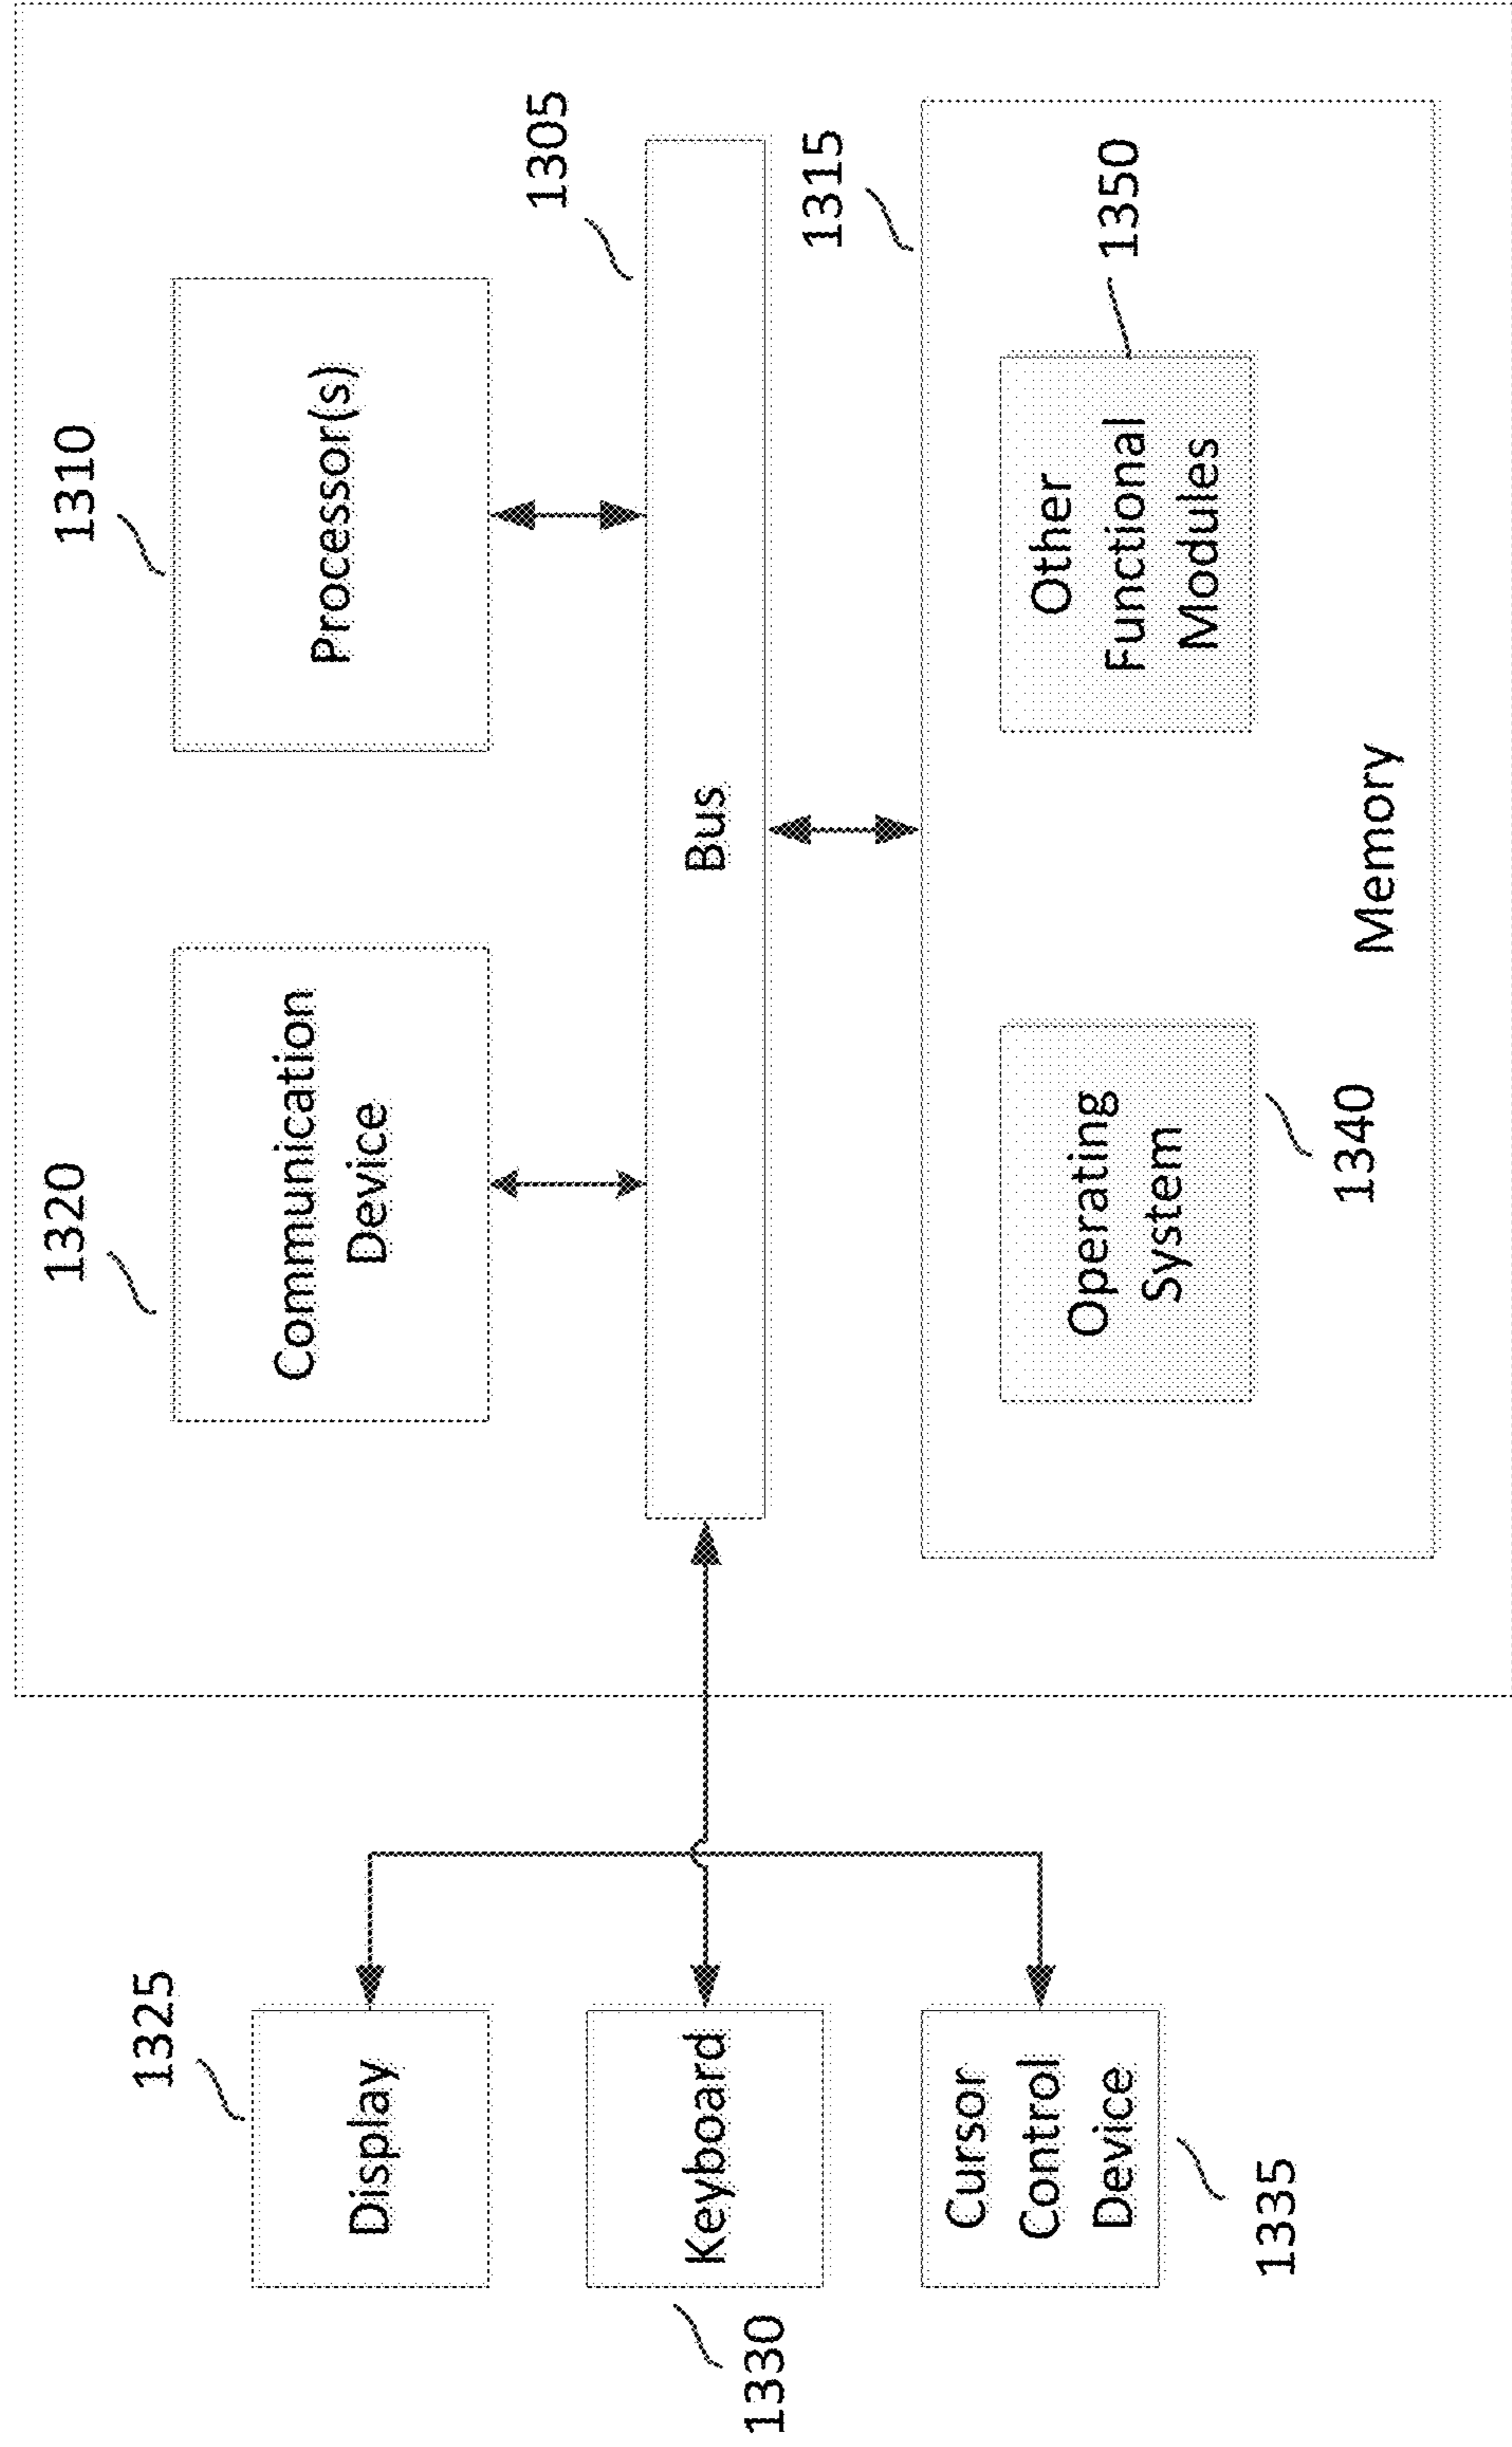 1320
Communication
Device
1310
Processor(s)
1305
Bus
1315
Operating
System
1340
Other
Functional
Modules
1350
Memory
1325
Display
1330
Keyboard
Cursor
Control
Device
1335